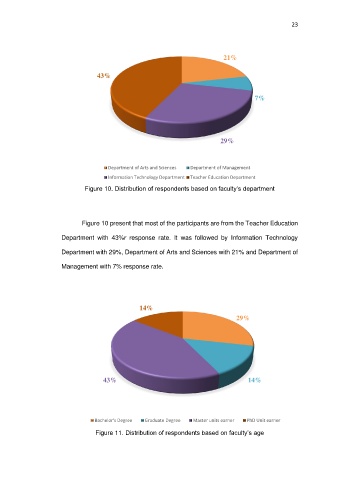 23
21%
43%
7%
29%
Department of Arts and Sciences Department of Management
Information Technology Department Teacher Education Department
Figure 10. Distribution of respondents based on faculty's department
Figure 10 present that most of the participants are from the Teacher Education
Department with 43%r response rate. It was followed by Information Technology
Department with 29%, Department of Arts and Sciences with 21% and Department of
Management with 7% response rate.
14%
29%
43%
14%
Bachelor's Degree Graduate Degree Master units earner PHD Unit earner
Figure 11. Distribution of respondents based on faculty's age